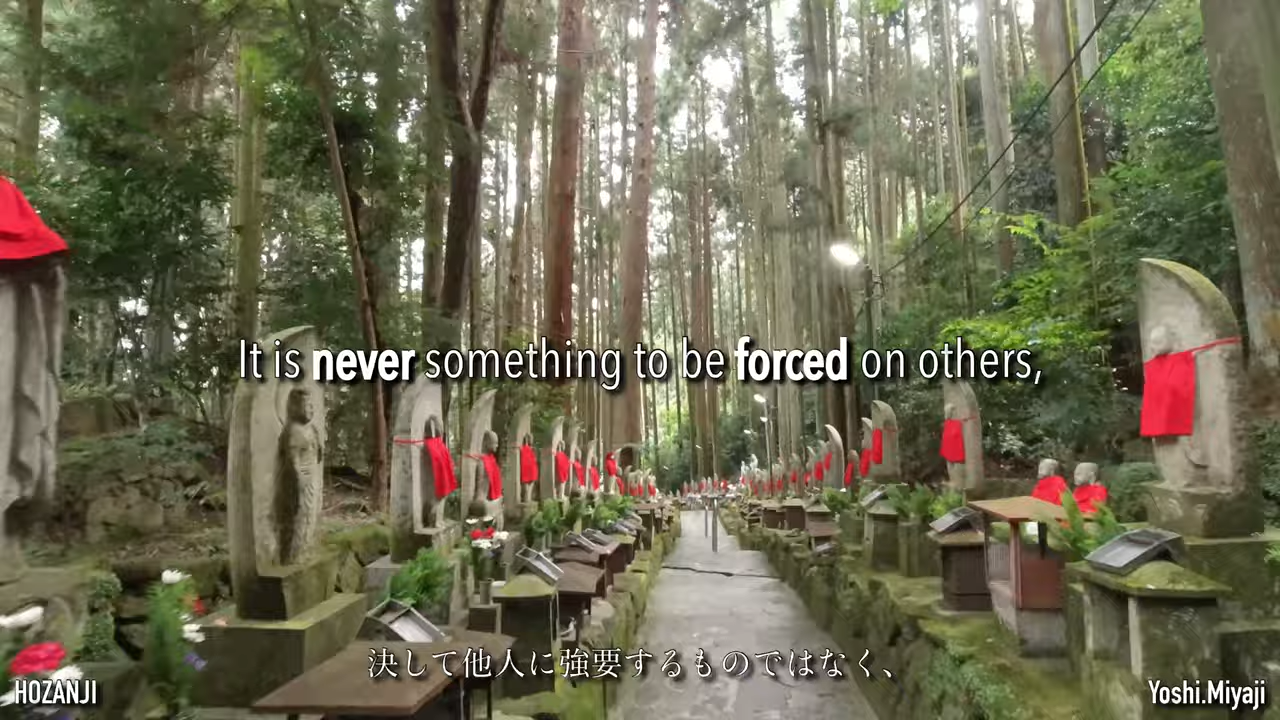 It is never something to be forced on others,
決して他人に強要するものではなく、
HOZANJI
Yoshi.Miyaji